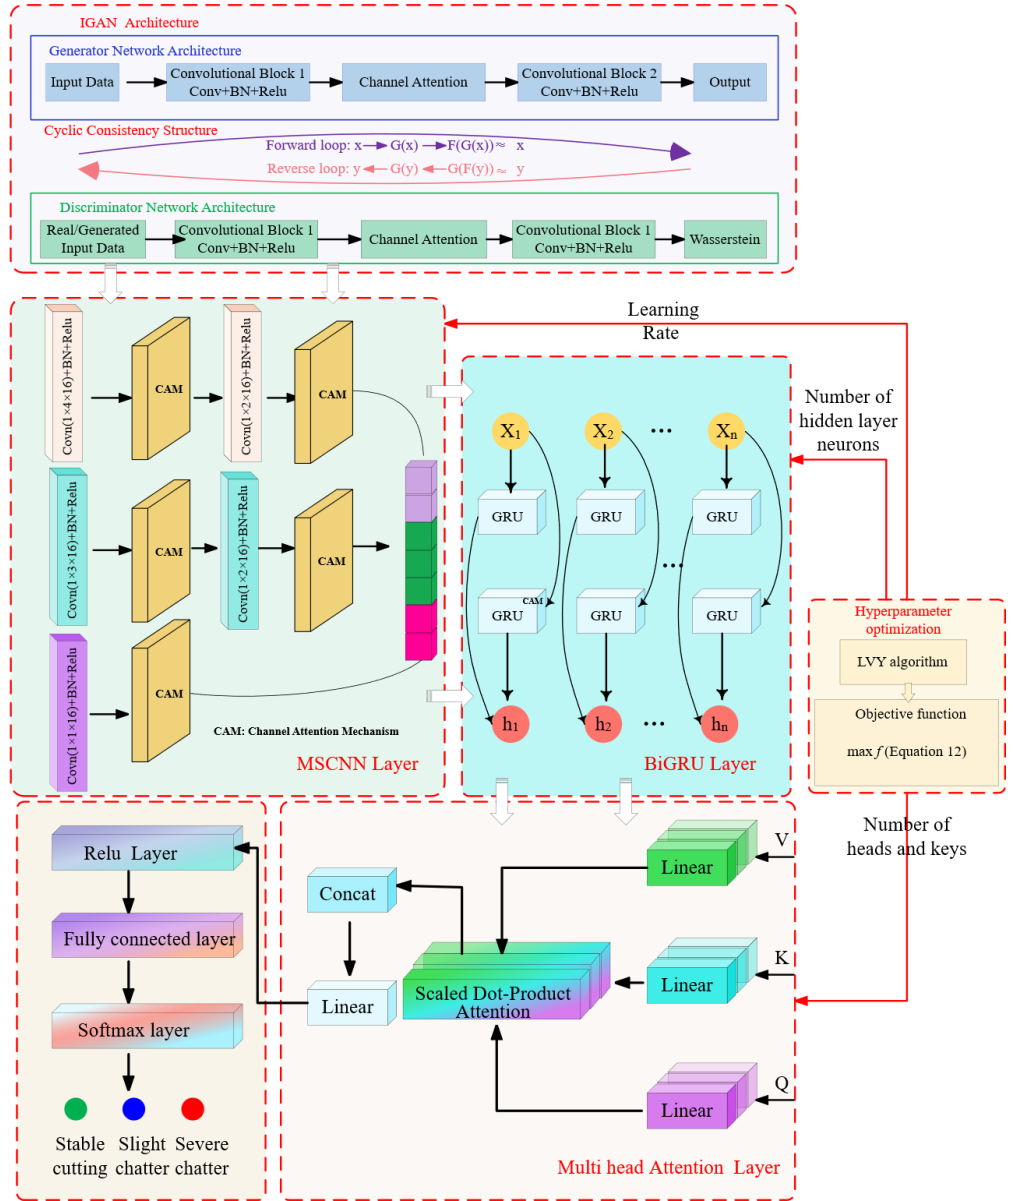 IGAN Architecture
Generator Network Architecture
Input Data
Convolutional Block 1
Conv+BN+Relu
Channel Attention
Convolutional Block 2
Conv+BN+Relu
Output
Cyclic Consistency Structure
Forward loop: x G(x) F(G(x))≈ x
Reverse loop: y G(y) G(F(y))≈ y
Discriminator Network Architecture
Real/Generated
Input Data
Convolutional Block 1
Conv+BN+Relu
Channel Attention
Convolutional Block 1
Conv+BN+Relu
Wasserstein
Covn(1×4×16)+BN+Relu
CAM
Covn(1×2×16)+BN+Relu
CAM
Covn(1×3×16)+BN+Relu
CAM
Covn(1×2×16)+BN+Relu
CAM
Covn(1×1×16)+BN+Relu
CAM
CAM: Channel Attention Mechanism
MSCNN Layer
Learning
Rate
Number of
hidden layer
neurons
X1
X2
...
Xn
GRU
GRU
GRU
...
GRU
CAM
GRU
GRU
h1
h2
...
hn
BiGRU Layer
Hyperparameter
optimization
LVY algorithm
Objective function
max f (Equation 12)
Number of
heads and keys
Relu Layer
Fully connected layer
Softmax layer
Stable
cutting
Slight
chatter
Severe
chatter
Concat
Linear
Scaled Dot-Product
Attention
Linear
V
Linear
K
Linear
Q
Multi head Attention Layer